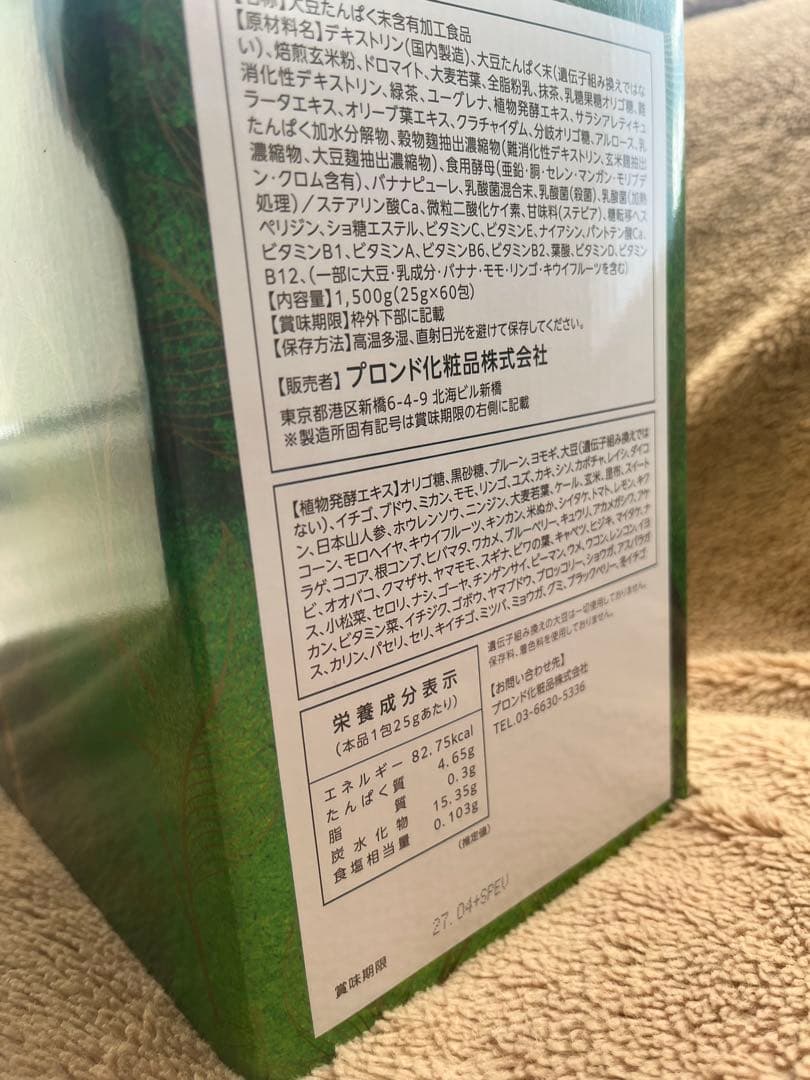 【名称】大豆たんぱく末含有加工食品
【原材料名】デキストリン(国内製造)、大豆たんぱく末(遺伝子組み換えではな
い)、焙煎玄米粉、ドロマイト、大麦若葉、全脂粉乳、抹茶、乳糖果糖オリゴ糖、難
消化性デキストリン、緑茶、ユーグレナ、植物発酵エキス、サラシアレティキュ
ラータエキス、オリーブ葉エキス、クラチャイダム、分岐オリゴ糖、アルロース、乳
たんぱく加水分解物、穀物麹抽出濃縮物(難消化性デキストリン、玄米麹抽出
濃縮物、大豆麹抽出濃縮物)、食用酵母(亜鉛・銅・セレン・マンガン・モリブデ
ン・クロム含有)、バナナピューレ、乳酸菌混合末、乳酸菌(殺菌)、乳酸菌(加熱
処理)/ステアリン酸Ca、微粒二酸化ケイ素、甘味料(ステビア)、糖転移ヘス
ペリジン、ショ糖エステル、ビタミンC、ビタミンE、ナイアシン、パントテン酸Ca、
ビタミンB1、ビタミンA、ビタミンB6、ビタミンB2、葉酸、ビタミンD、ビタミン
B12、(一部に大豆・乳成分・バナナ・モモ・リンゴ・キウイフルーツを含む)
【内容量】1,500g(25g×60包)
【賞味期限】枠外下部に記載
【保存方法】高温多湿、直射日光を避けて保存してください。
【販売者】プロンド化粧品株式会社
東京都港区新橋6-4-9 北海ビル新橋
※製造所固有記号は賞味期限の右側に記載
【植物発酵エキス】オリゴ糖、黒砂糖、プルーン、ヨモギ、大豆(遺伝子組み換えでは
ない)、イチゴ、ブドウ、ミカン、モモ、リンゴ、ユズ、カキ、シソ、カボチャ、レイシ、ダイコ
ン、日本山人参、ホウレンソウ、ニンジン、大麦若葉、ケール、玄米、昆布、スイート
コーン、モロヘイヤ、キウイフルーツ、キンカン、米ぬか、シイタケ、トマト、レモン、キク
ラゲ、ココア、根コンブ、ヒバマタ、ワカメ、ブルーベリー、キュウリ、アカメガシワ、アケ
ビ、オオバコ、クマザサ、ヤマモモ、スギナ、ビワの葉、キャベツ、ヒジキ、マイタケ、ナ
ス、小松菜、セロリ、ナシ、ゴーヤ、チンゲンサイ、ピーマン、ウメ、ウコン、レンコン、イヨ
カン、ビタミン菜、イチジク、ゴボウ、ヤマブドウ、ブロッコリー、ショウガ、アスパラガ
ス、カリン、パセリ、セリ、キイチゴ、ミツバ、ミョウガ、グミ、ブラックベリー、冬イチゴ
遺伝子組み換えの大豆は一切使用しておりません。
保存料、着色料を使用しておりません。
【お問い合わせ先】
プロンド化粧品株式会社
TEL.03-6630-5336
栄養成分表示
(本品1包25gあたり)
エネルギー 82.75kcal
たんぱく質 4.65g
脂質 0.3g
炭水化物 15.35g
食塩相当量 0.103g
(推定値)
27.04+SPEU
賞味期限